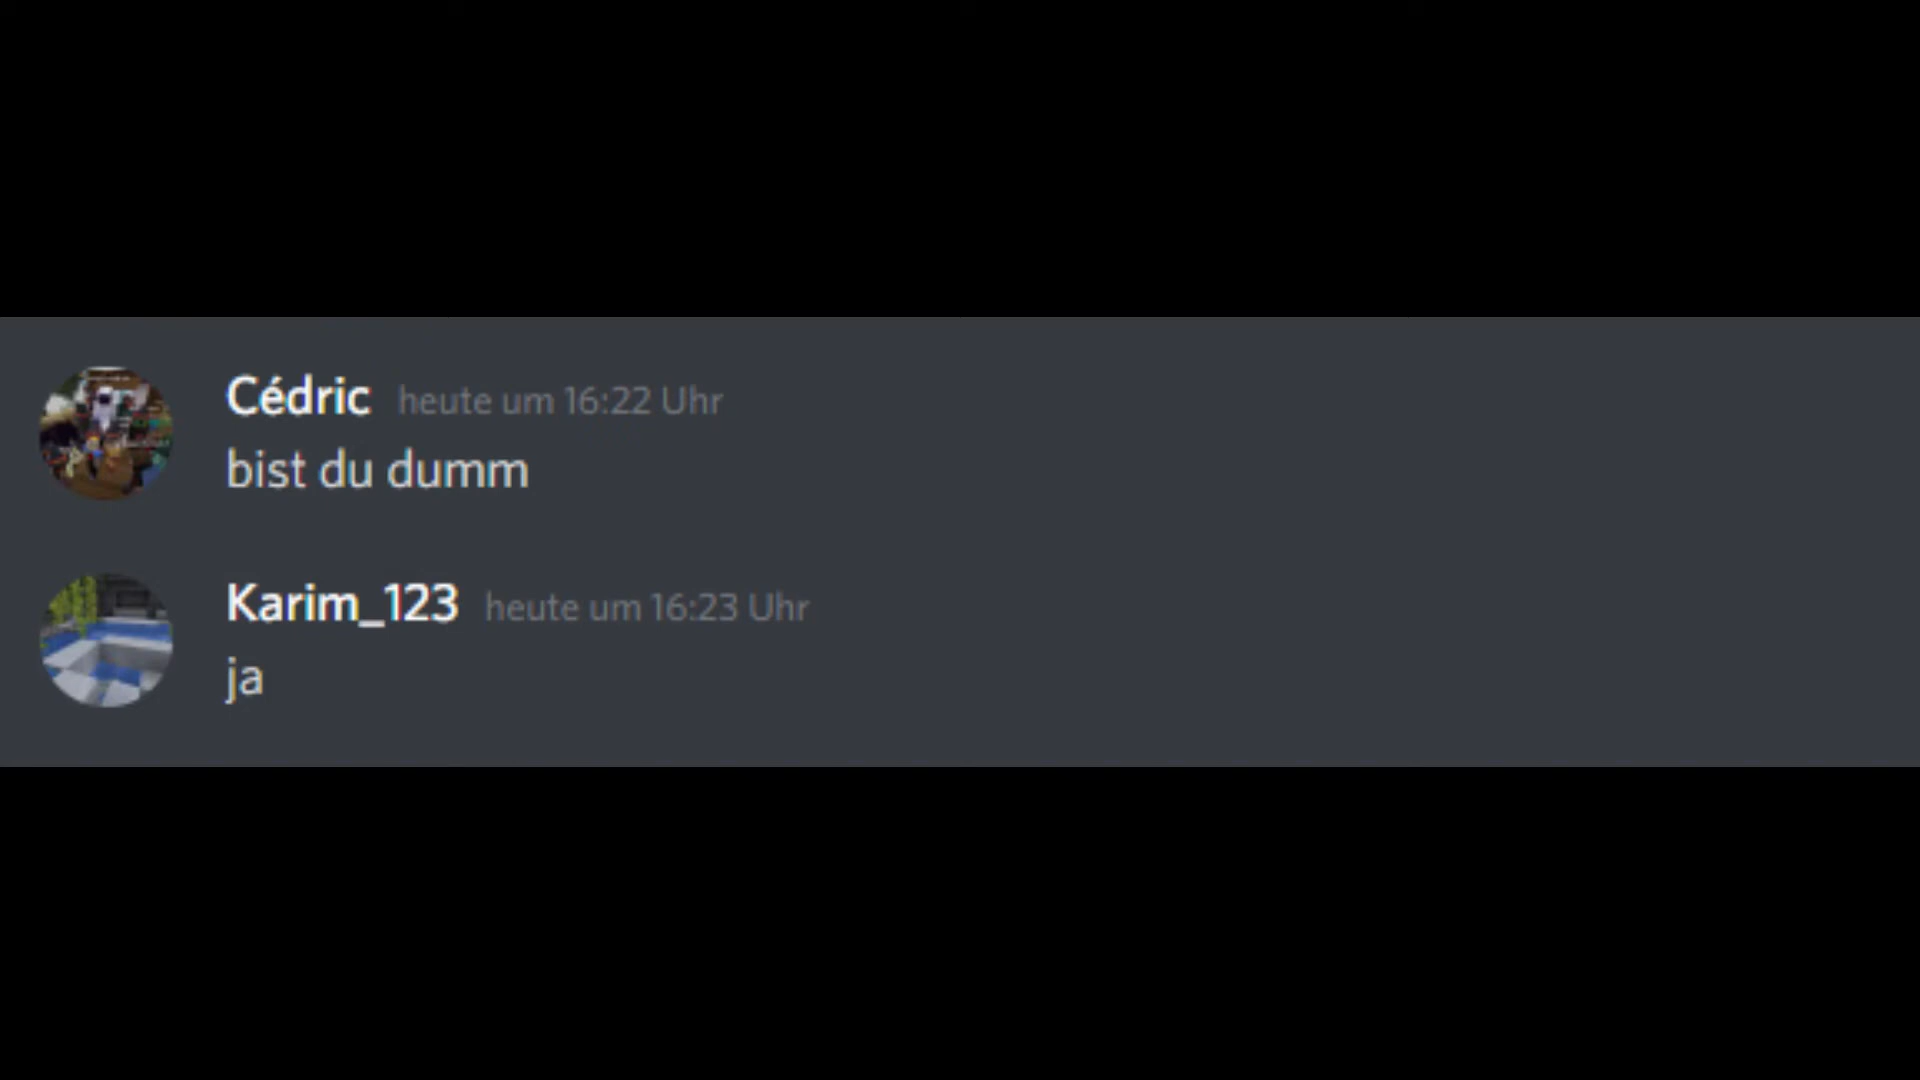 Cédric heute um 16:22 Uhr
bist du dumm
Karim_123 heute um 16:23 Uhr
ja